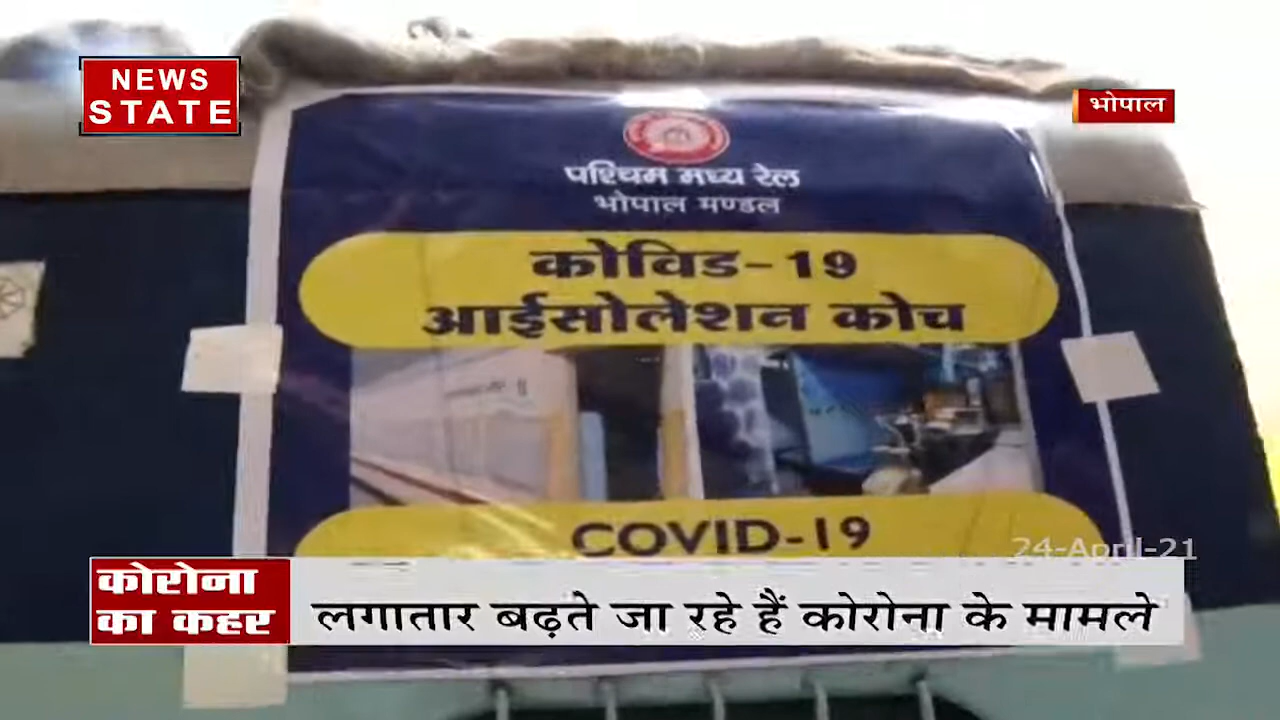 NEWS
STATE
भोपाल
पश्चिम मध्य रेल
भोपाल मण्डल
कोविड-19
आईसोलेशन कोच
COVID-19
24-April-21
कोरोना
का कहर
लगातार बढ़ते जा रहे हैं कोरोना के मामले